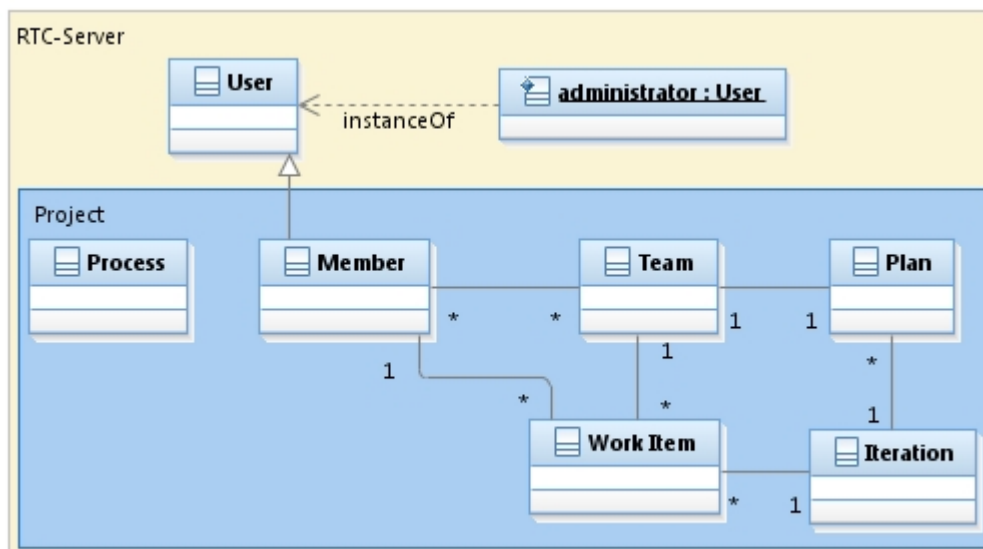 RTC-Server
User
administrator : User
instanceOf
Project
Process
Member
Team
Plan
* * 1 1
1 1 *
* * 1
Work Item
Iteration
* 1